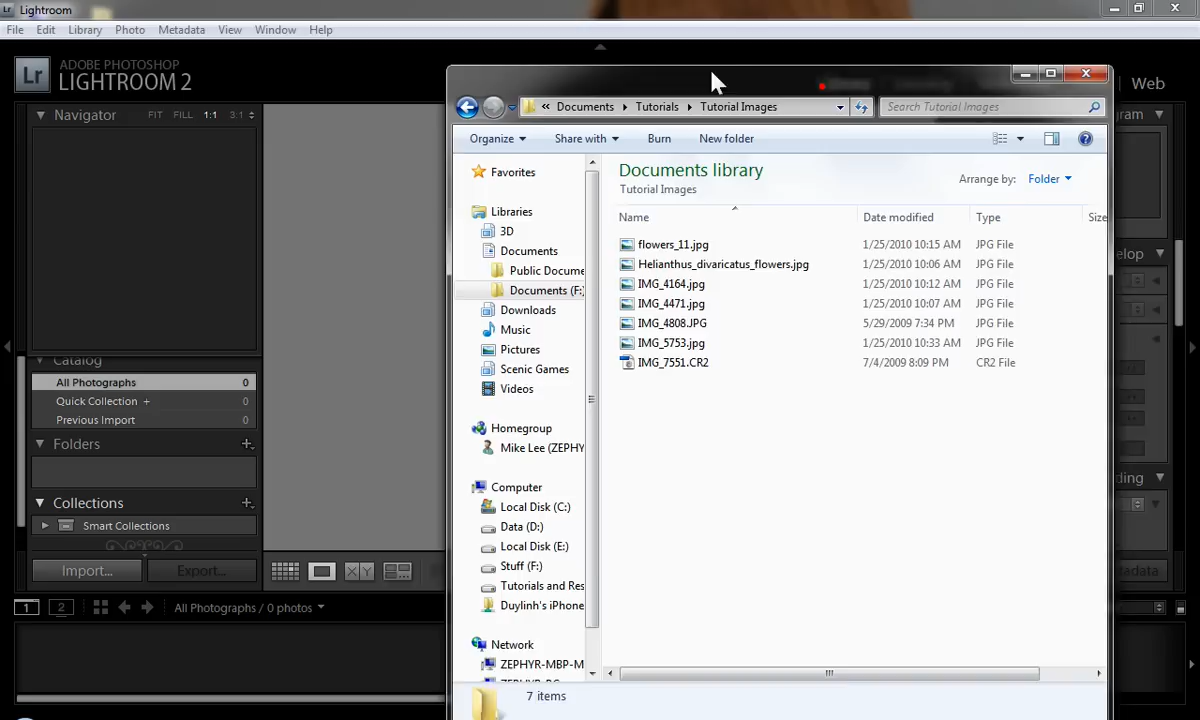 Lr Lightroom
File Edit Library Photo Metadata View Window Help
Lr ADOBE PHOTOSHOP
LIGHTROOM 2
Web
Navigator FIT FILL 1:1 3:1
Catalog
All Photographs 0
Quick Collection + 0
Previous Import 0
Folders +
Collections +
Smart Collections
Import... Export...
X Y
1 2 All Photographs / 0 photos
« Documents Tutorials Tutorial Images
Search Tutorial Images
Organize Share with Burn New folder
Favorites
Libraries
3D
Documents
Public Docume
Documents (F:
Downloads
Music
Pictures
Scenic Games
Videos
Homegroup
Mike Lee (ZEPHY
Computer
Local Disk (C:)
Data (D:)
Local Disk (E:)
Stuff (F:)
Tutorials and Res
Duylinh's iPhone
Network
ZEPHYR-MBP-M
Documents library
Tutorial Images
Arrange by: Folder
Name Date modified Type Size
flowers_11.jpg 1/25/2010 10:15 AM JPG File
Helianthus_divaricatus_flowers.jpg 1/25/2010 10:06 AM JPG File
IMG_4164.jpg 1/25/2010 10:12 AM JPG File
IMG_4471.jpg 1/25/2010 10:07 AM JPG File
IMG_4808.JPG 5/29/2009 7:34 PM JPG File
IMG_5753.jpg 1/25/2010 10:33 AM JPG File
IMG_7551.CR2 7/4/2009 8:09 PM CR2 File
7 items
gram
elop
ding
etadata